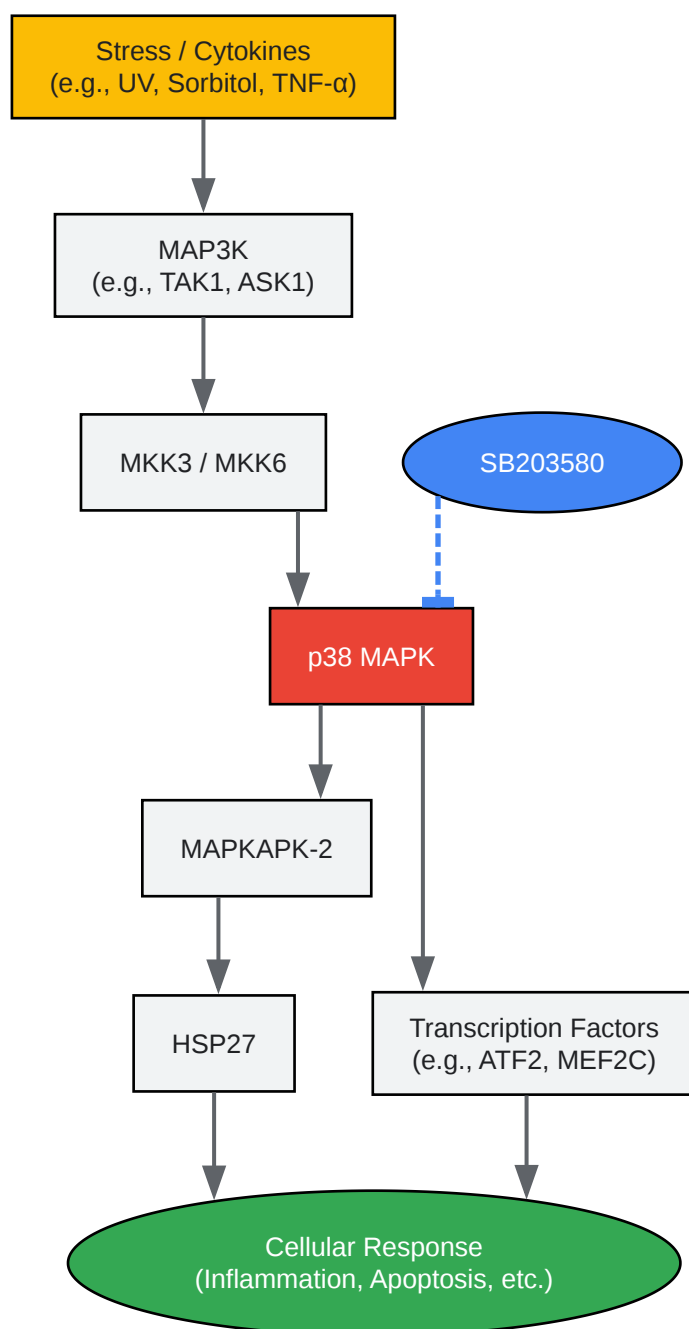 Stress / Cytokines
(e.g., UV, Sorbitol, TNF-α)
MAP3K
(e.g., TAK1, ASK1)
MKK3 / MKK6
SB203580
p38 MAPK
MAPKAPK-2
HSP27
Transcription Factors
(e.g., ATF2, MEF2C)
Cellular Response
(Inflammation, Apoptosis, etc.)